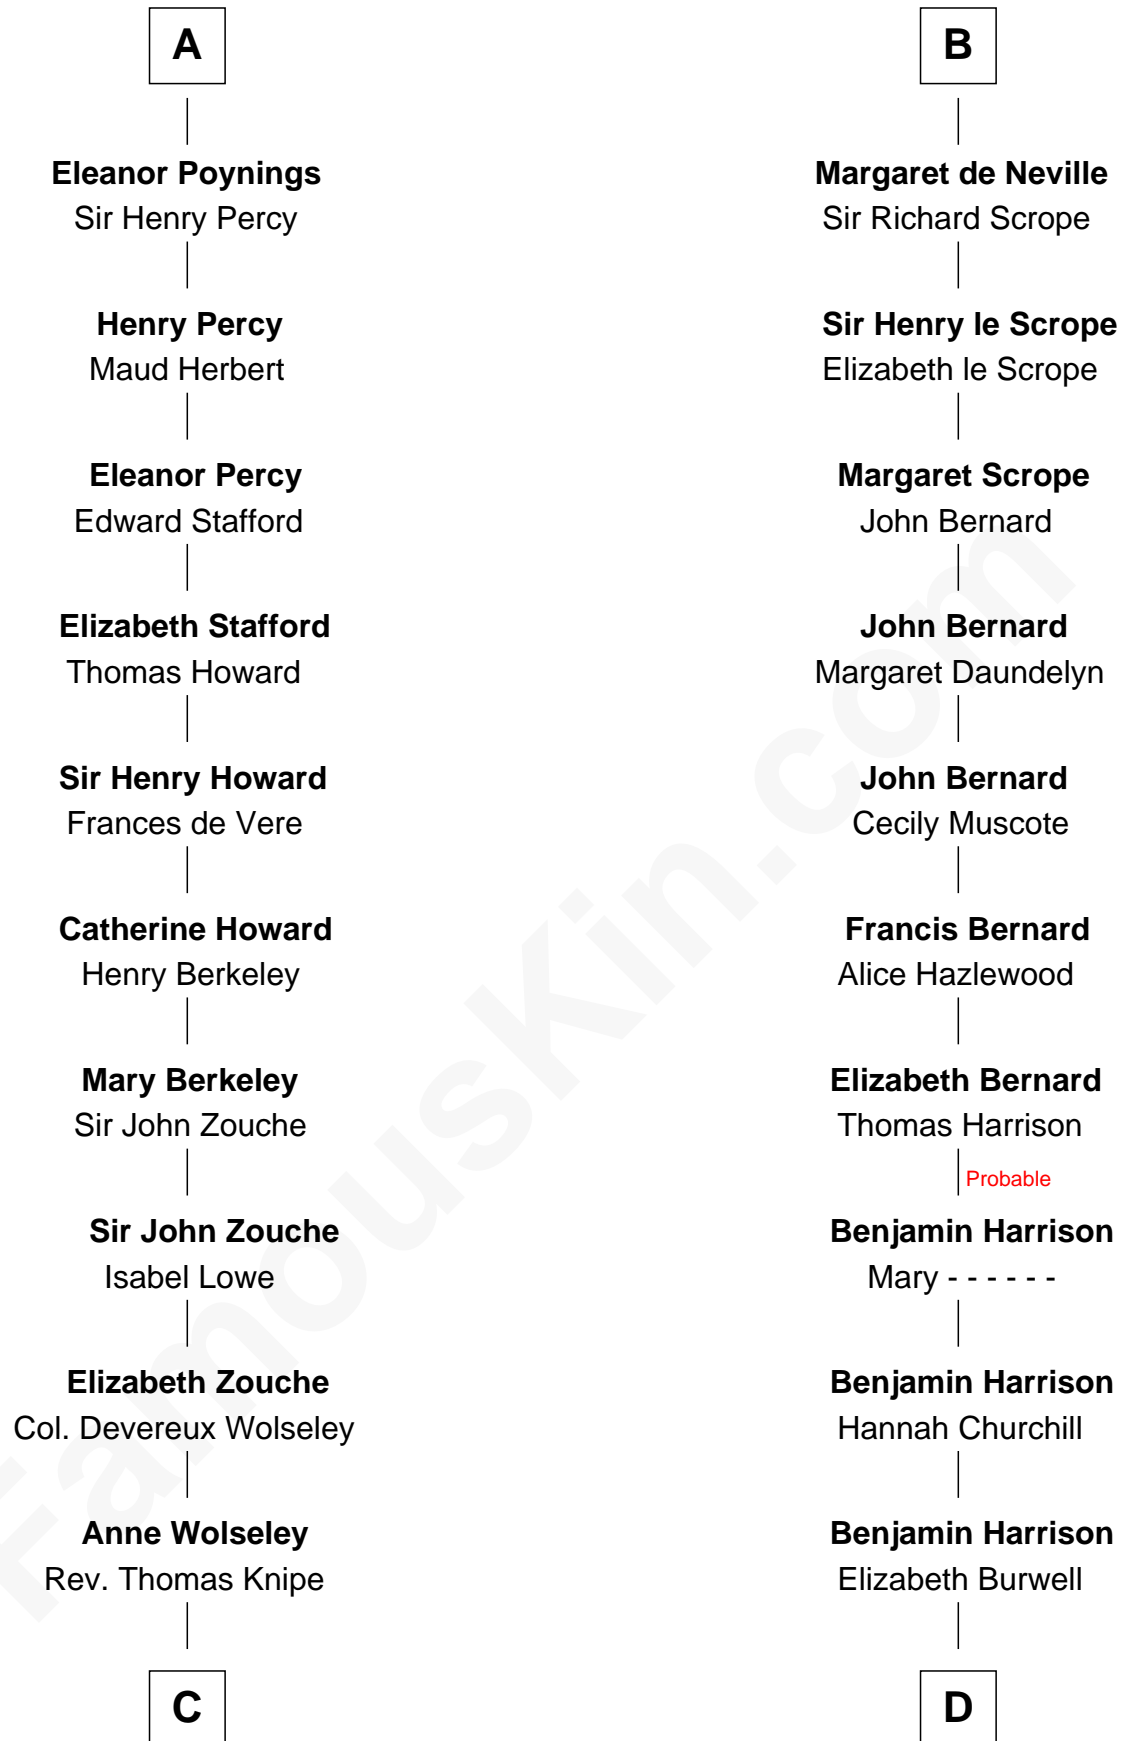 A
Eleanor Poynings
Sir Henry Percy
Henry Percy
Maud Herbert
Eleanor Percy
Edward Stafford
Elizabeth Stafford
Thomas Howard
Sir Henry Howard
Frances de Vere
Catherine Howard
Henry Berkeley
Mary Berkeley
Sir John Zouche
Sir John Zouche
Isabel Lowe
Elizabeth Zouche
Col. Devereux Wolseley
Anne Wolseley
Rev. Thomas Knipe
C
B
Margaret de Neville
Sir Richard Scrope
Sir Henry le Scrope
Elizabeth le Scrope
Margaret Scrope
John Bernard
John Bernard
Margaret Daundelyn
John Bernard
Cecily Muscote
Francis Bernard
Alice Hazlewood
Elizabeth Bernard
Thomas Harrison
Probable
Benjamin Harrison
Mary - - - - - -
Benjamin Harrison
Hannah Churchill
Benjamin Harrison
Elizabeth Burwell
D
FamousKin.com